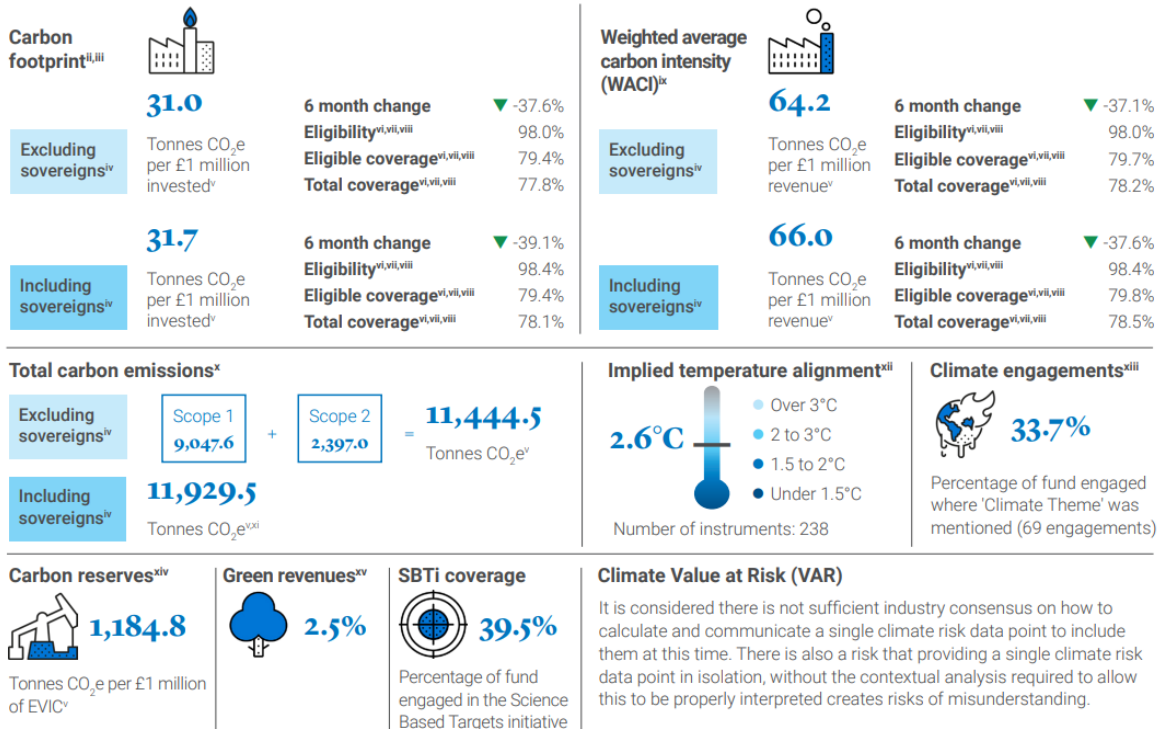 Carbon
footprintii,iii
31.0
Tonnes CO2e
per £1 million
investedv
Excluding
sovereignsiv
6 month change ▼ -37.6%
Eligibilityvi,vii,viii 98.0%
Eligible coveragevi,vii,viii 79.4%
Total coveragevi,vii,viii 77.8%
31.7
Tonnes CO2e
per £1 million
investedv
Including
sovereignsiv
6 month change ▼ -39.1%
Eligibilityvi,vii,viii 98.4%
Eligible coveragevi,vii,viii 79.4%
Total coveragevi,vii,viii 78.1%
Weighted average
carbon intensity
(WACI)ix
64.2
Tonnes CO2e
per £1 million
revenuev
Excluding
sovereignsiv
6 month change ▼ -37.1%
Eligibilityvi,vii,viii 98.0%
Eligible coveragevi,vii,viii 79.7%
Total coveragevi,vii,viii 78.2%
66.0
Tonnes CO2e
per £1 million
revenuev
Including
sovereignsiv
6 month change ▼ -37.6%
Eligibilityvi,vii,viii 98.4%
Eligible coveragevi,vii,viii 79.8%
Total coveragevi,vii,viii 78.5%
Total carbon emissionsx
Excluding
sovereignsiv
Scope 1
9,047.6
+
Scope 2
2,397.0
=
11,444.5
Tonnes CO2ev
Including
sovereignsiv
11,929.5
Tonnes CO2ev,xi
Implied temperature alignmentxii
2.6°C
Over 3°C
2 to 3°C
1.5 to 2°C
Under 1.5°C
Number of instruments: 238
Climate engagementsxiii
33.7%
Percentage of fund engaged
where 'Climate Theme' was
mentioned (69 engagements)
Carbon reservesxiv
1,184.8
Tonnes CO2e per £1 million
of EVICv
Green revenuesxv
2.5%
SBTi coverage
39.5%
Percentage of fund
engaged in the Science
Based Targets initiative
Climate Value at Risk (VAR)
It is considered there is not sufficient industry consensus on how to
calculate and communicate a single climate risk data point to include
them at this time. There is also a risk that providing a single climate risk
data point in isolation, without the contextual analysis required to allow
this to be properly interpreted creates risks of misunderstanding.